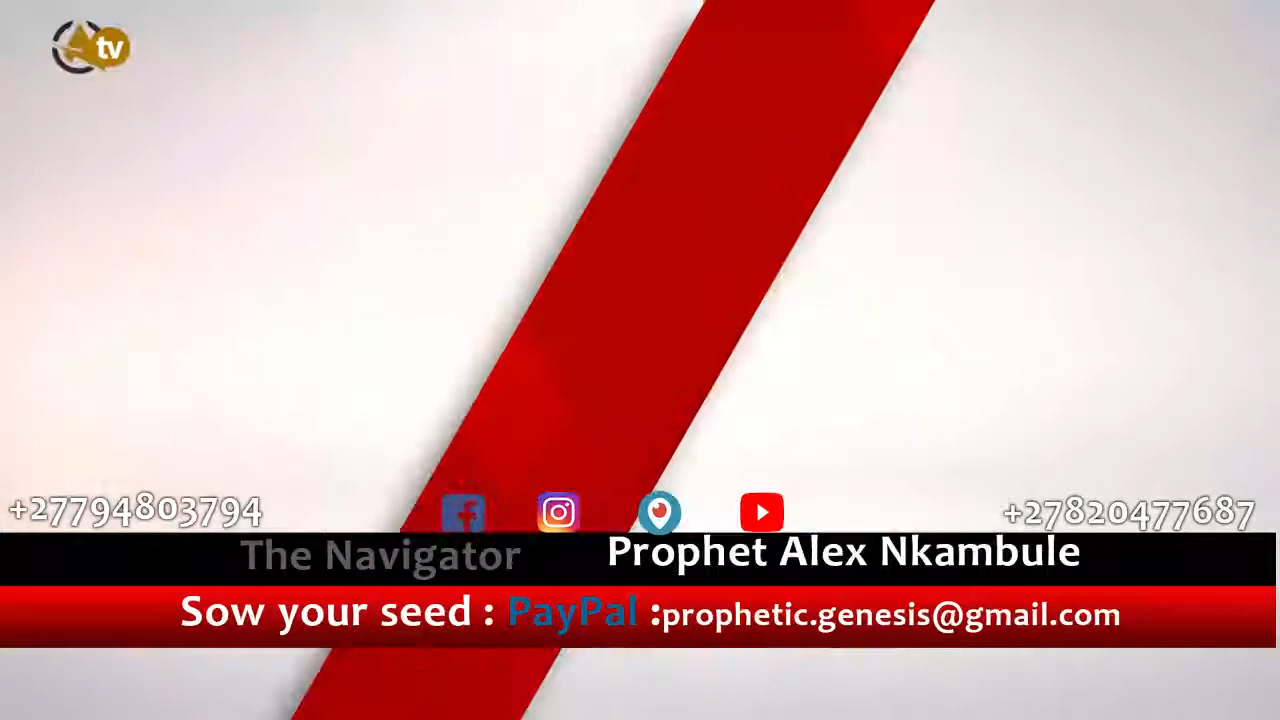 tv
+27794803794
+27820477687
The Navigator
Prophet Alex Nkambule
Sow your seed : PayPal :prophetic.genesis@gmail.com